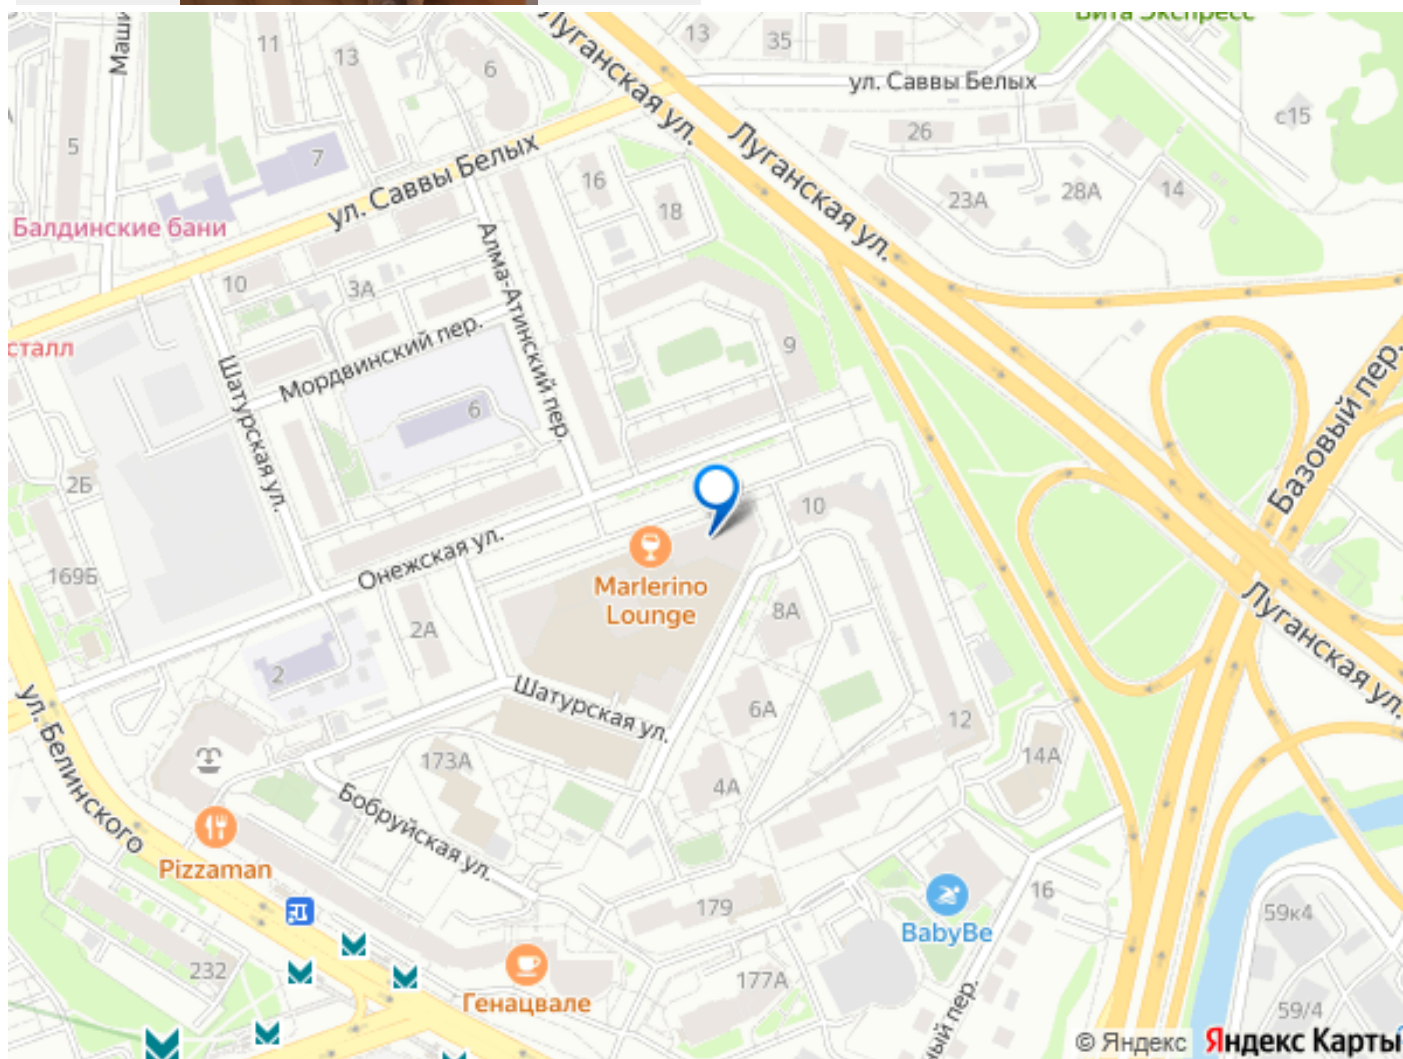 Вита Экспресс
Маши
11
13
6
13
35
Луганская ул.
ул. Саввы Белых
с15
5
7
26
Луганская ул.
ул. Саввы Белых
16
18
23А
28А
14
Балдинские бани
10
3А
Алма-Атинский пер.
сталл
Мордвинский пер.
9
Шатурская ул.
6
Базовый пер.
2Б
10
Онежская ул.
169Б
Marlerino
Lounge
8А
Луганская ул.
2А
2
Шатурская ул.
6А
12
ул. Белинского
173А
14А
4А
Бобруйская ул.
Pizzaman
179
16
BabyBe
59к4
232
177А
Генацвале
59/4
ный пер.
© Яндекс
Яндекс Карты